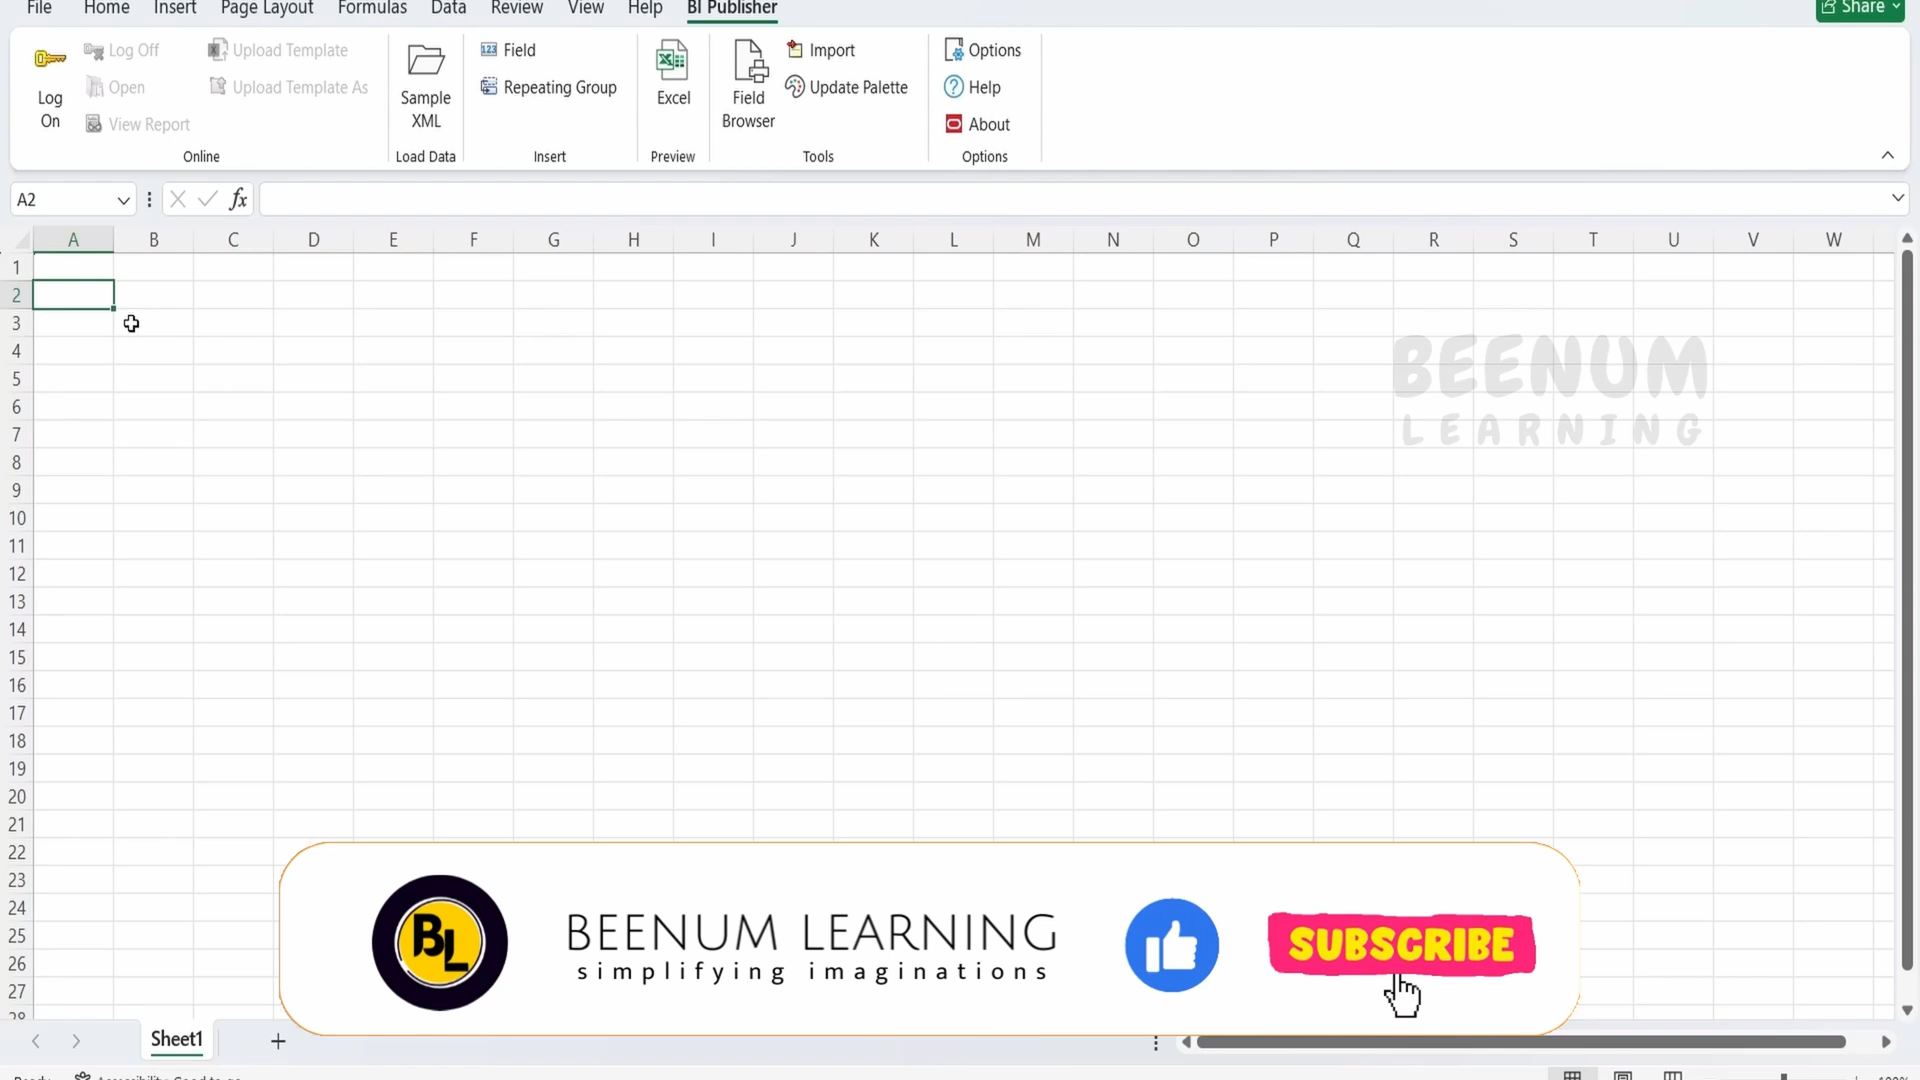 File Home Insert Page Layout Formulas Data Review View Help BI Publisher Share
Log On
Log Off
Open
View Report
Upload Template
Upload Template As
Online
Sample XML
Load Data
Field
Repeating Group
Insert
Excel
Preview
Field Browser
Import
Update Palette
Tools
Options
Help
About
Options
A2 fx
A B C D E F G H I J K L M N O P Q R S T U V W
1
2
3
4
5
6
7
8
9
10
11
12
13
14
15
16
17
18
19
20
21
22
23
24
25
26
27
28
BEENUM
LEARNING
BL
BEENUM LEARNING
simplifying imaginations
SUBSCRIBE
Sheet1